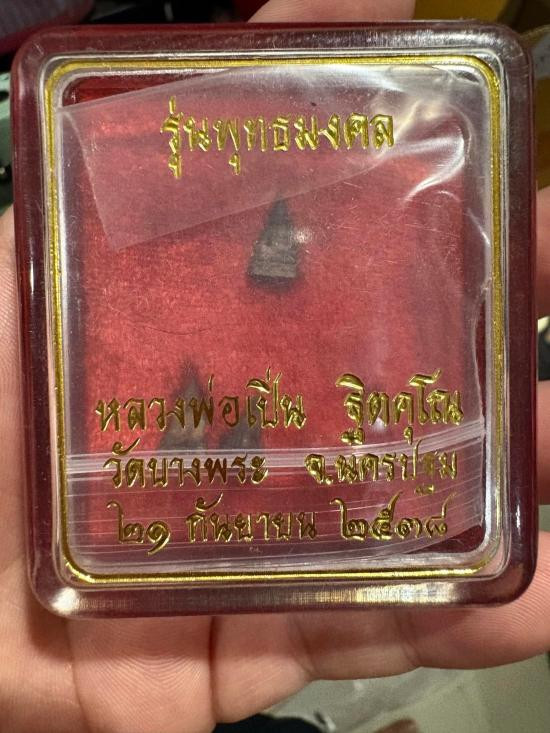 รุ่นพุทธมงคล
หลวงพ่อเปิ่น ฐิตคุโณ
วัดบางพระ จ.นครปฐม
๒๑ กันยายน ๒๕๓๘